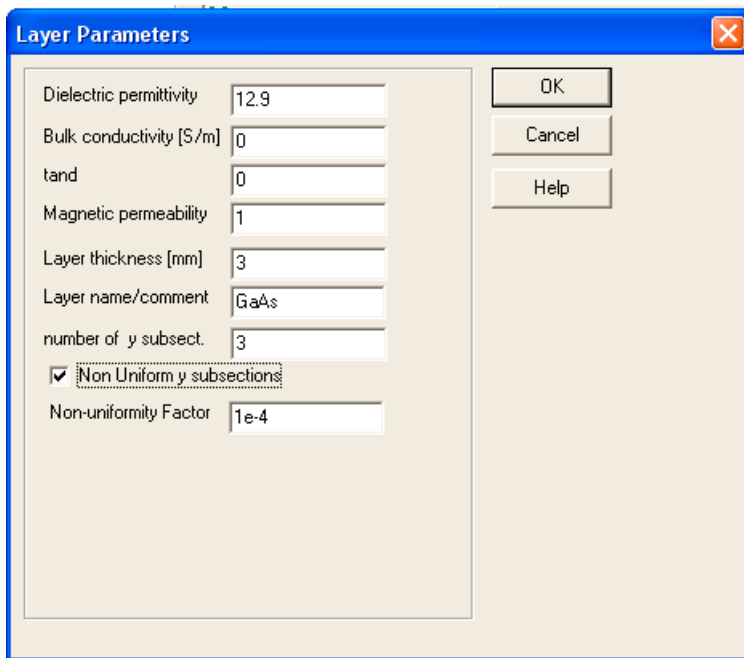 Layer Parameters
Dielectric permittivity 12.9
Bulk conductivity [S/m] 0
tand 0
Magnetic permeability 1
Layer thickness [mm] 3
Layer name/comment GaAs
number of y subsect. 3
Non Uniform y subsections
Non-uniformity Factor 1e-4
OK
Cancel
Help